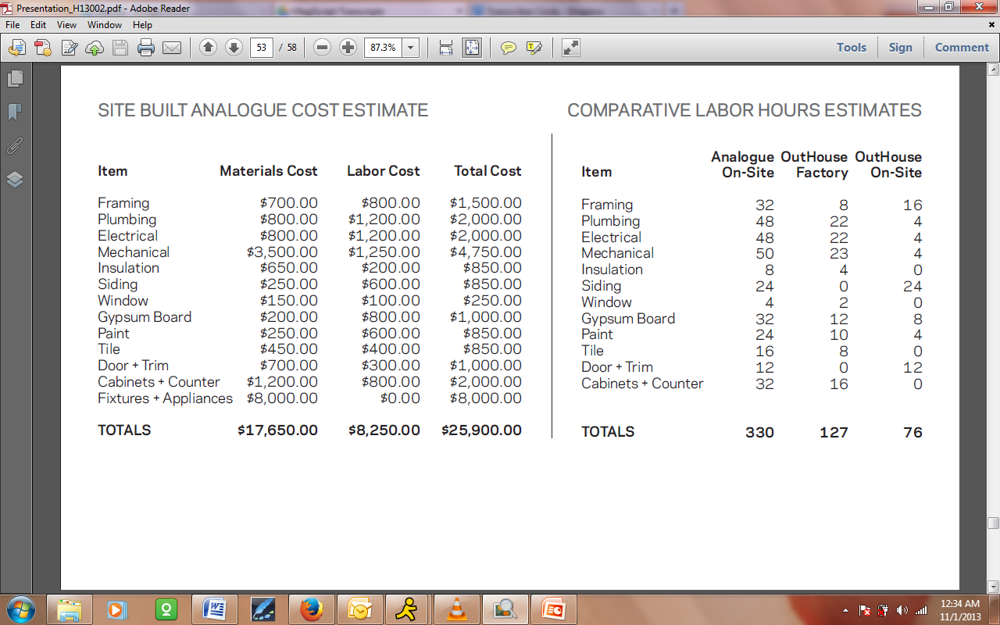 Presentation_H13002.pdf - Adobe Reader
File Edit View Window Help
53 / 58 87.3% Tools Sign Comment
SITE BUILT ANALOGUE COST ESTIMATE
Item Materials Cost Labor Cost Total Cost
Framing $700.00 $800.00 $1,500.00
Plumbing $800.00 $1,200.00 $2,000.00
Electrical $800.00 $1,200.00 $2,000.00
Mechanical $3,500.00 $1,250.00 $4,750.00
Insulation $650.00 $200.00 $850.00
Siding $250.00 $600.00 $850.00
Window $150.00 $100.00 $250.00
Gypsum Board $200.00 $800.00 $1,000.00
Paint $250.00 $600.00 $850.00
Tile $450.00 $400.00 $850.00
Door + Trim $700.00 $300.00 $1,000.00
Cabinets + Counter $1,200.00 $800.00 $2,000.00
Fixtures + Appliances $8,000.00 $0.00 $8,000.00
TOTALS $17,650.00 $8,250.00 $25,900.00
COMPARATIVE LABOR HOURS ESTIMATES
Analogue OutHouse OutHouse
Item On-Site Factory On-Site
Framing 32 8 16
Plumbing 48 22 4
Electrical 48 22 4
Mechanical 50 23 4
Insulation 8 4 0
Siding 24 0 24
Window 4 2 0
Gypsum Board 32 12 8
Paint 24 10 4
Tile 16 8 0
Door + Trim 12 0 12
Cabinets + Counter 32 16 0
TOTALS 330 127 76
12:34 AM
11/1/2013